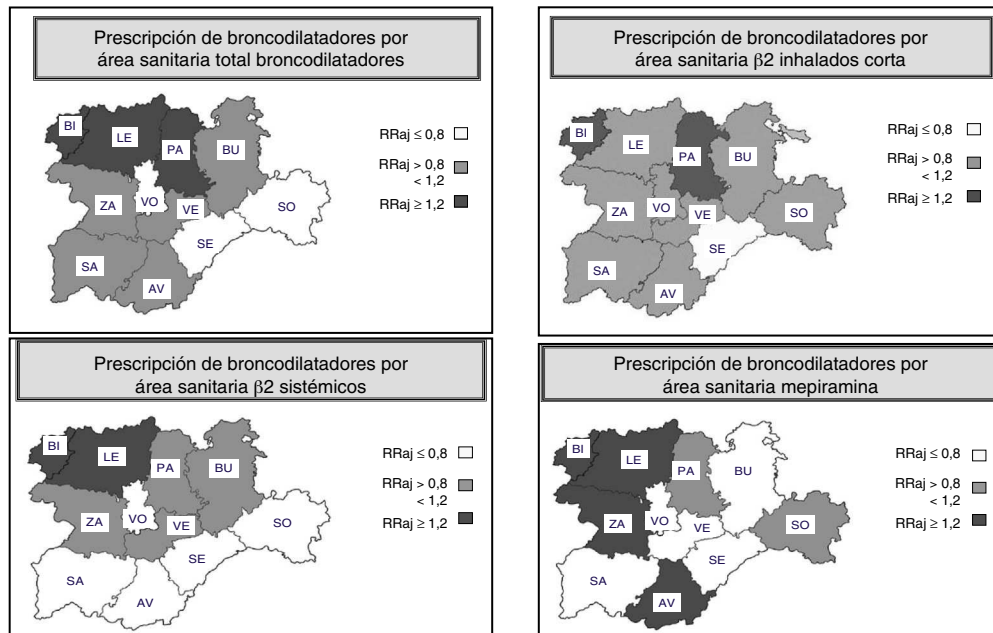 Prescripción de broncodilatadores por
área sanitaria total broncodilatadores
BI
LE
PA
BU
ZA
VO
VE
SO
SE
SA
AV
RRaj ≤ 0,8
RRaj > 0,8
< 1,2
RRaj ≥ 1,2
Prescripción de broncodilatadores por
área sanitaria β2 inhalados corta
BI
LE
PA
BU
ZA
VO
VE
SO
SE
SA
AV
RRaj ≤ 0,8
RRaj > 0,8
< 1,2
RRaj ≥ 1,2
Prescripción de broncodilatadores por
área sanitaria β2 sistémicos
BI
LE
PA
BU
ZA
VO
VE
SO
SE
SA
AV
RRaj ≤ 0,8
RRaj > 0,8
< 1,2
RRaj ≥ 1,2
Prescripción de broncodilatadores por
área sanitaria mepiramina
BI
LE
PA
BU
ZA
VO
VE
SO
SE
SA
AV
RRaj ≤ 0,8
RRaj > 0,8
< 1,2
RRaj ≥ 1,2